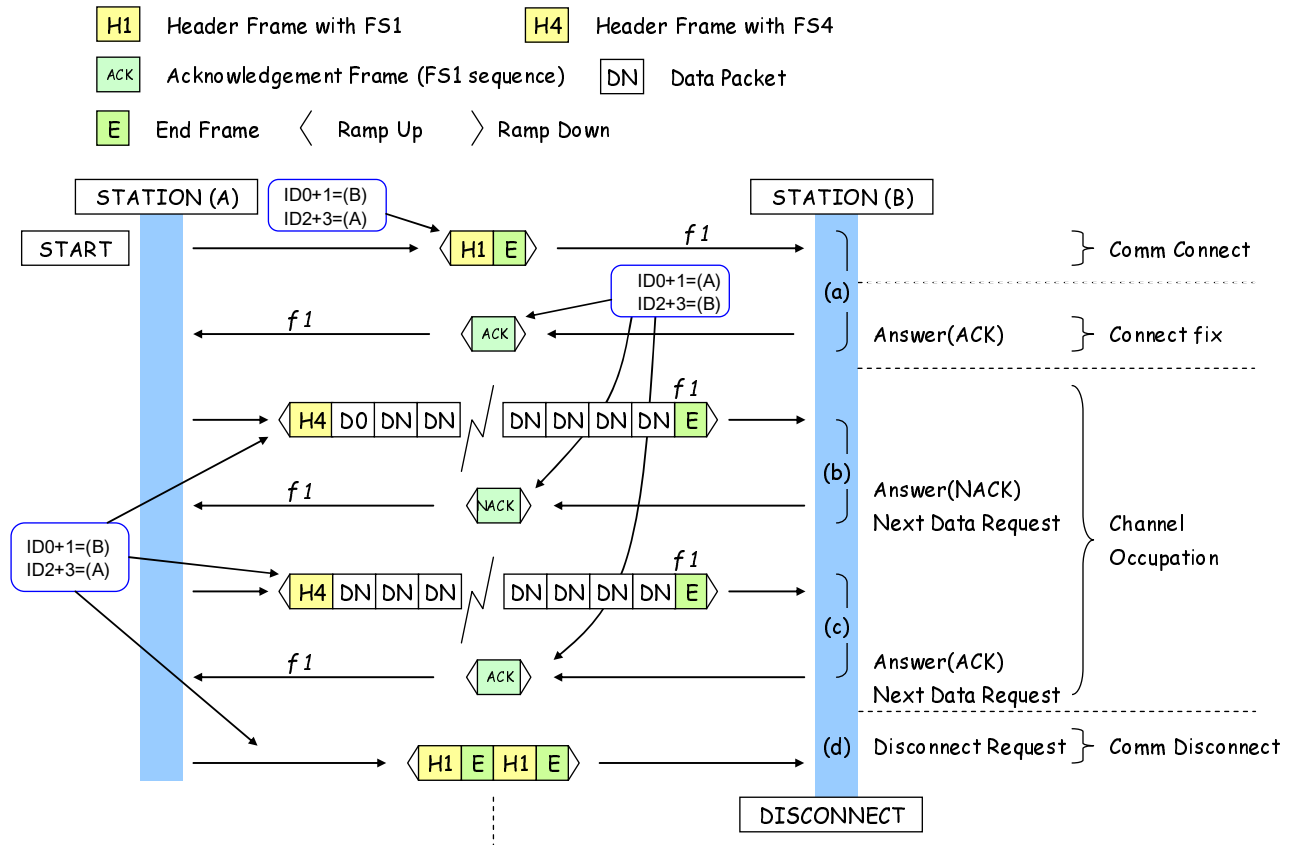 H1 Header Frame with FS1
H4 Header Frame with FS4
ACK Acknowledgement Frame (FS1 sequence)
DN Data Packet
E End Frame
Ramp Up
Ramp Down
STATION (A)
ID0+1=(B)
ID2+3=(A)
STATION (B)
START
H1 E
f1
Comm Connect
ID0+1=(A)
ID2+3=(B)
(a)
f1
ACK
Answer(ACK)
Connect fix
f1
H4 D0 DN DN DN DN DN DN E
(b)
f1
NACK
Answer(NACK)
Next Data Request
Channel
Occupation
ID0+1=(B)
ID2+3=(A)
f1
H4 DN DN DN DN DN DN DN E
(c)
f1
ACK
Answer(ACK)
Next Data Request
H1 E H1 E
(d)
Disconnect Request
Comm Disconnect
DISCONNECT